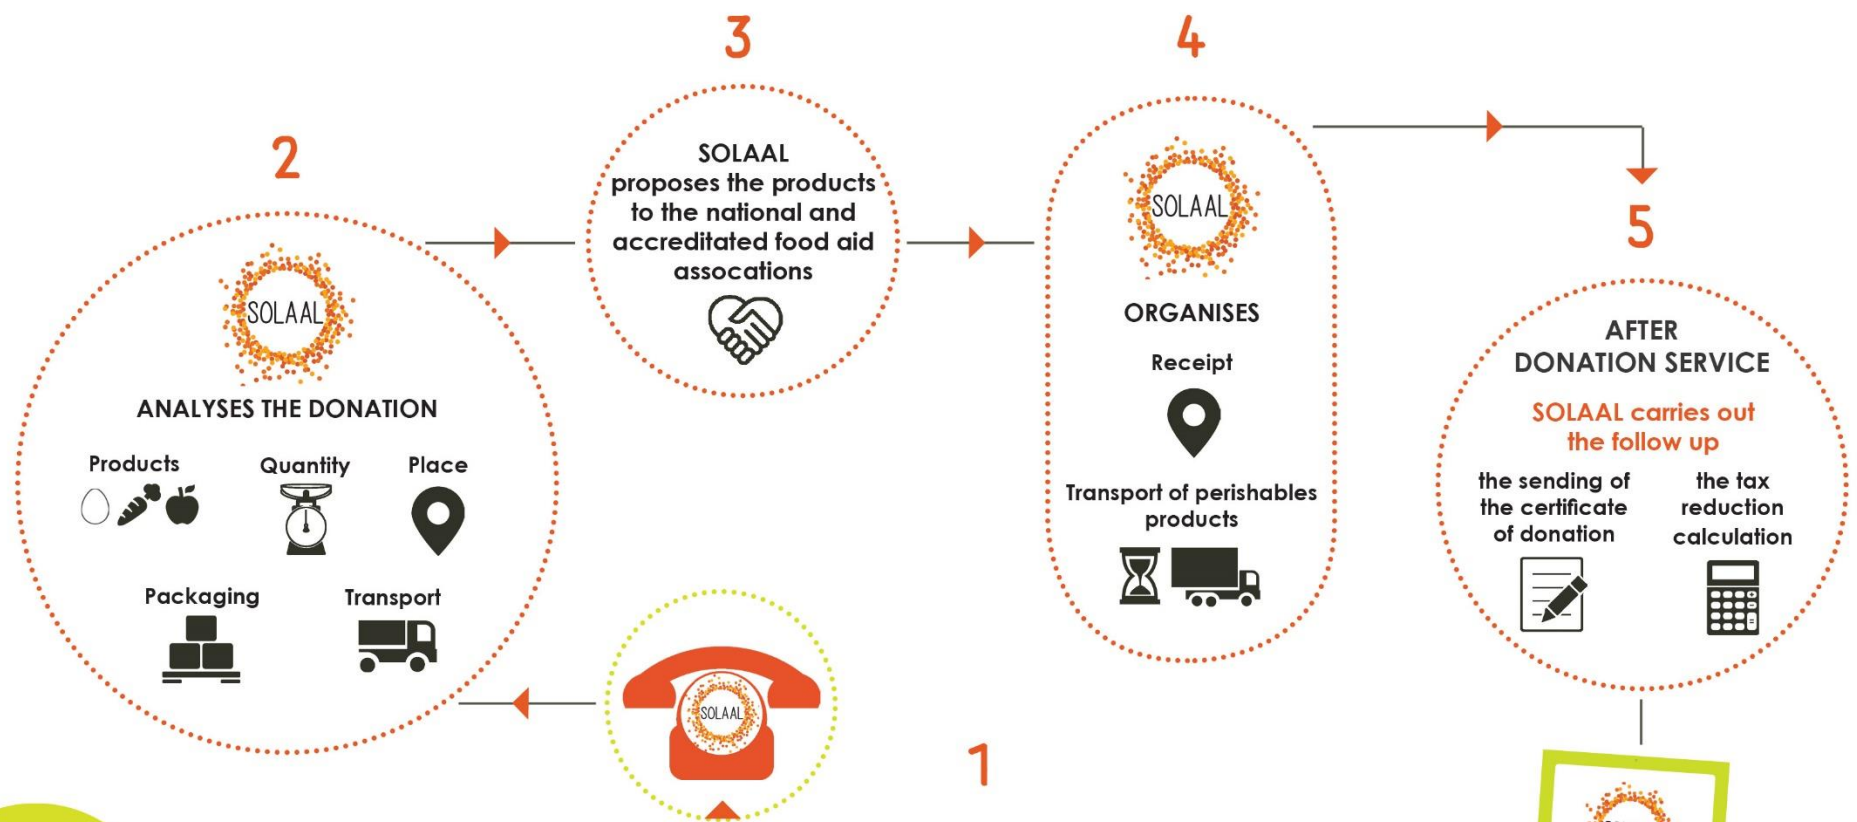 1
SOLAAL
2
SOLAAL
ANALYSES THE DONATION
Products
Quantity
Place
Packaging
Transport
3
SOLAAL
proposes the products
to the national and
accreditated food aid
assocations
4
SOLAAL
ORGANISES
Receipt
Transport of perishables
products
5
AFTER
DONATION SERVICE
SOLAAL carries out
the follow up
the sending of
the certificate
of donation
the tax
reduction
calculation